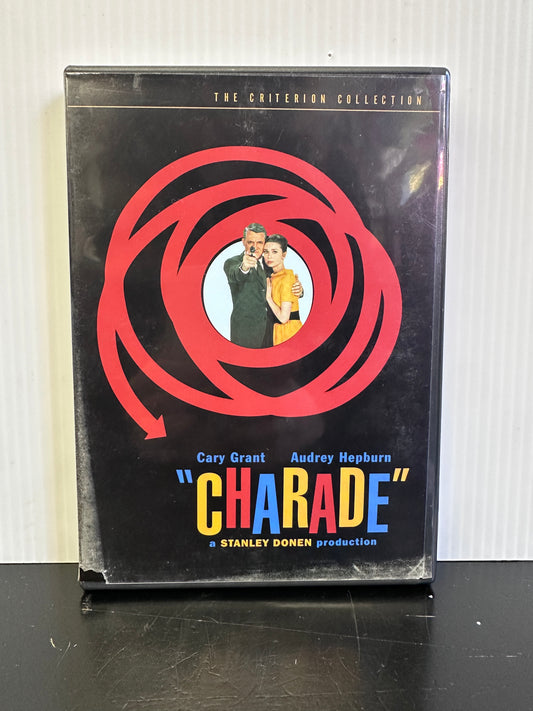 THE CRITERION COLLECTION
Cary Grant Audrey Hepburn
"CHARADE"
a STANLEY DONEN production